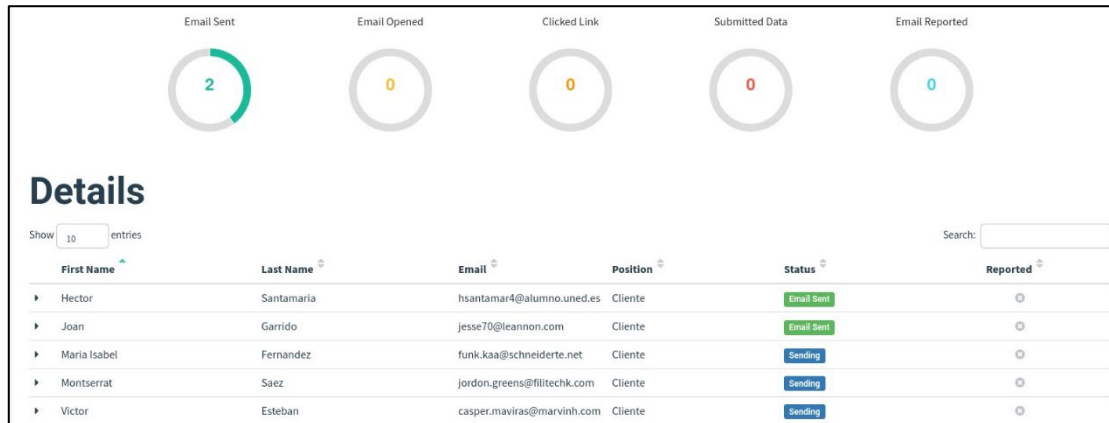 Email Sent Email Opened Clicked Link Submitted Data Email Reported
2 0 0 0 0
Details
Show 10 entries Search:
First Name Last Name Email Position Status Reported
Hector Santamaria hsantamar4@alumno.uned.es Cliente Email Sent
Joan Garrido jesse70@leannon.com Cliente Email Sent
Maria Isabel Fernandez funk.kaa@schneiderte.net Cliente Sending
Montserrat Saez jordon.greens@filitechk.com Cliente Sending
Victor Esteban casper.maviras@marvinh.com Cliente Sending